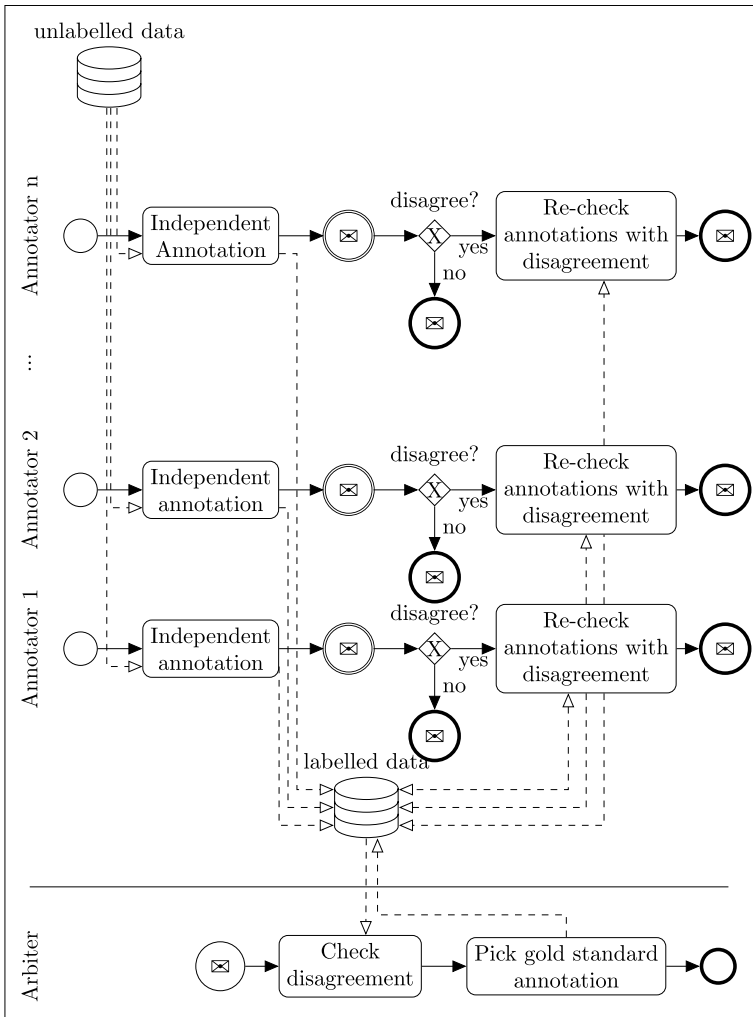 unlabelled data
Annotator n
Independent
Annotation
disagree?
X
yes
no
Re-check
annotations with
disagreement
...
Annotator 2
Independent
annotation
disagree?
X
yes
no
Re-check
annotations with
disagreement
Annotator 1
Independent
annotation
disagree?
X
yes
no
Re-check
annotations with
disagreement
labelled data
Arbiter
Check
disagreement
Pick gold standard
annotation